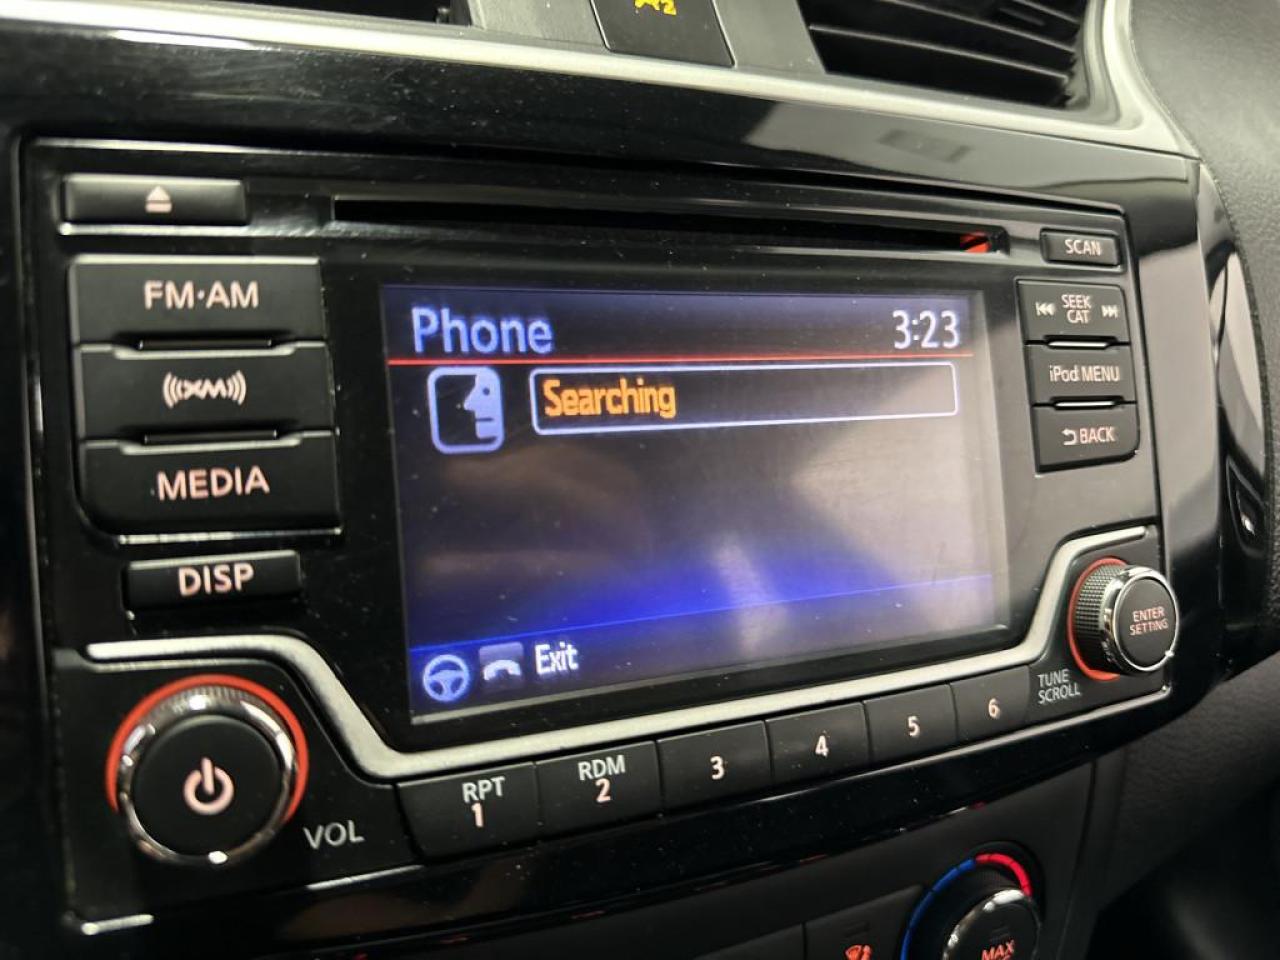 FM·AM
SCAN
SEEK
CAT
Phone
3:23
XM
iPod MENU
Searching
BACK
MEDIA
DISP
ENTER
SETTING
Exit
TUNE
SCROLL
VOL
RPT
1
RDM
2
3
4
5
6
MAX